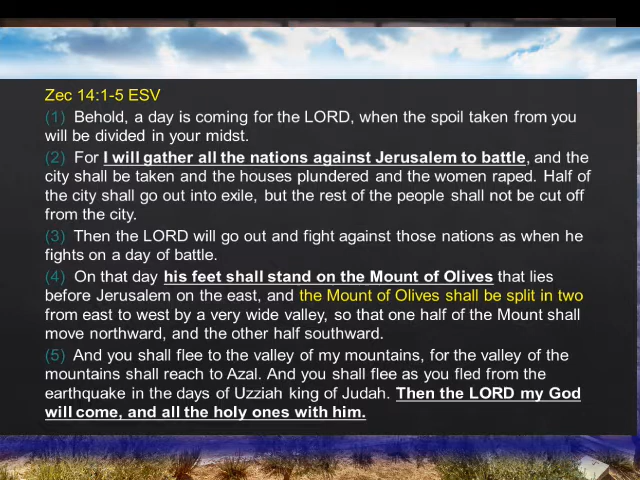 Zec 14:1-5 ESV
(1) Behold, a day is coming for the LORD, when the spoil taken from you
will be divided in your midst.
(2) For I will gather all the nations against Jerusalem to battle, and the
city shall be taken and the houses plundered and the women raped. Half of
the city shall go out into exile, but the rest of the people shall not be cut off
from the city.
(3) Then the LORD will go out and fight against those nations as when he
fights on a day of battle.
(4) On that day his feet shall stand on the Mount of Olives that lies
before Jerusalem on the east, and the Mount of Olives shall be split in two
from east to west by a very wide valley, so that one half of the Mount shall
move northward, and the other half southward.
(5) And you shall flee to the valley of my mountains, for the valley of the
mountains shall reach to Azal. And you shall flee as you fled from the
earthquake in the days of Uzziah king of Judah. Then the LORD my God
will come, and all the holy ones with him.